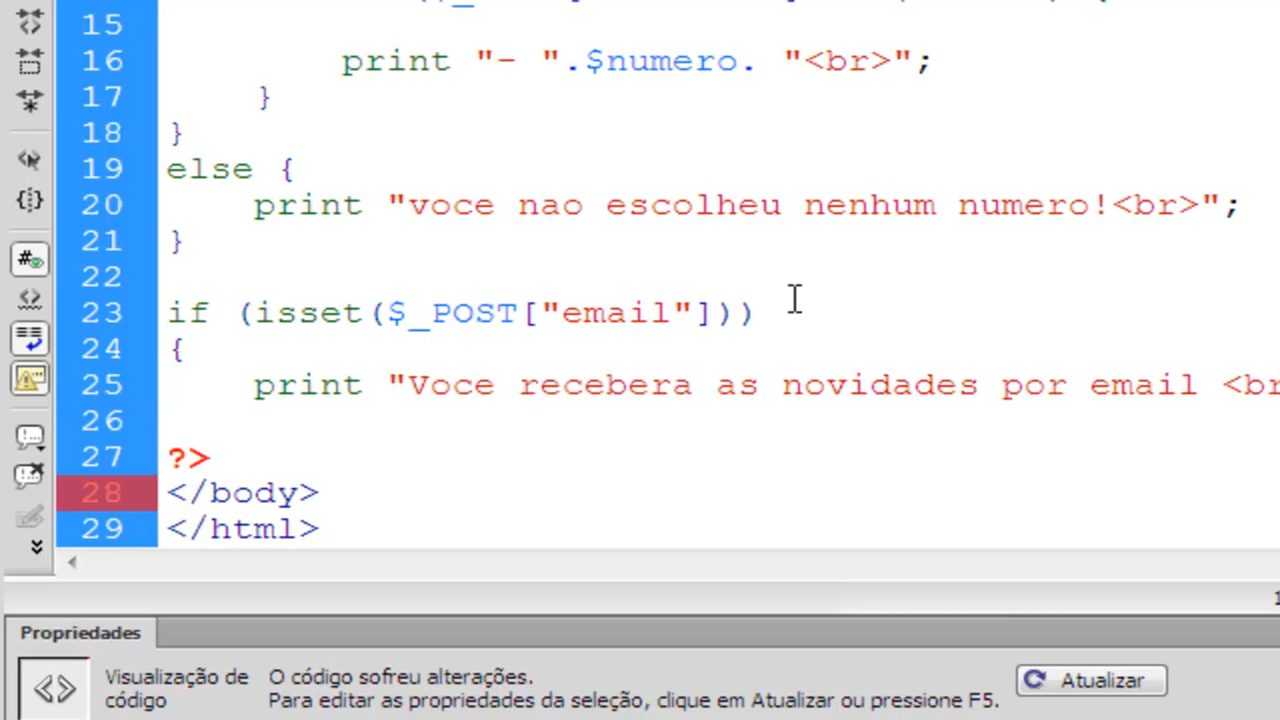 15
16 print "- ".$numero. "<br>";
17 }
18 }
19 else {
20 print "voce nao escolheu nenhum numero!<br>";
21 }
22
23 if (isset($_POST["email"]))
24 {
25 print "Voce recebera as novidades por email <br
26
27 ?>
28 </body>
29 </html>
Propriedades
Visualização de código
O código sofreu alterações.
Para editar as propriedades da seleção, clique em Atualizar ou pressione F5.
Atualizar